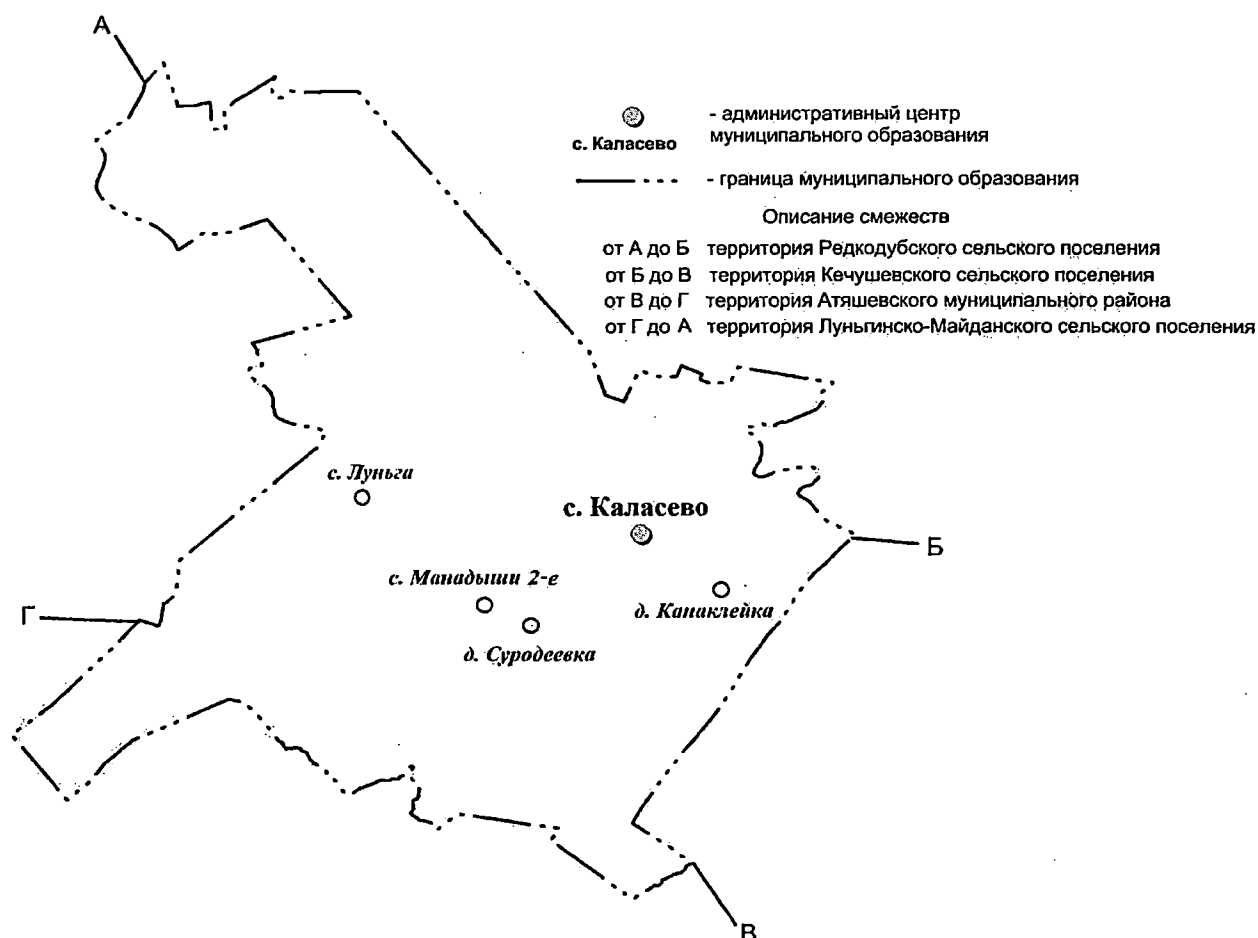 А
- административный центр
муниципального образования
с. Каласево
- граница муниципального образования
Описание смежеств
от А до Б территория Редкодубского сельского поселения
от Б до В территория Кечушевского сельского поселения
от В до Г территория Атяшевского муниципального района
от Г до А территория Луньгинско-Майданского сельского поселения
с. Луньга
с. Каласево
Б
с. Манадыши 2-е
д. Канаклейка
Г
д. Суродеевка
В